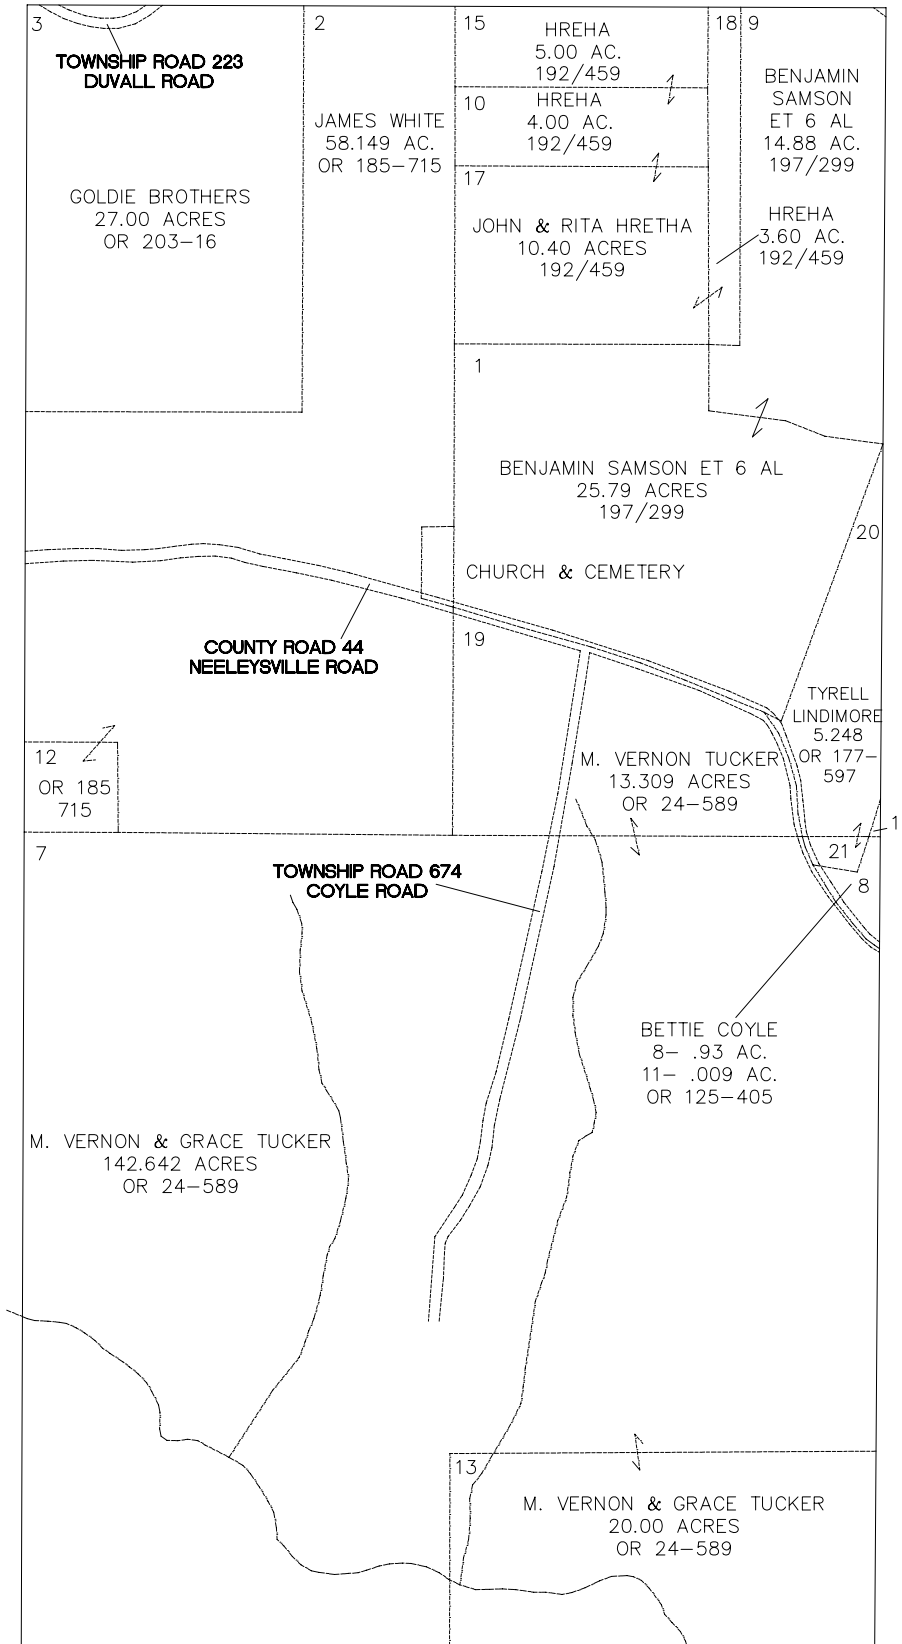 3
TOWNSHIP ROAD 223
DUVALL ROAD
GOLDIE BROTHERS
27.00 ACRES
OR 203-16
2
JAMES WHITE
58.149 AC.
OR 185-715
15
HREHA
5.00 AC.
192/459
10
HREHA
4.00 AC.
192/459
17
JOHN & RITA HRETHA
10.40 ACRES
192/459
18
9
BENJAMIN
SAMSON
ET 6 AL
14.88 AC.
197/299
HREHA
3.60 AC.
192/459
1
BENJAMIN SAMSON ET 6 AL
25.79 ACRES
197/299
20
CHURCH & CEMETERY
COUNTY ROAD 44
NEELEYSVILLE ROAD
19
TYRELL
LINDIMORE
5.248
OR 177-
597
M. VERNON TUCKER
13.309 ACRES
OR 24-589
12
OR 185
715
1
21
8
7
TOWNSHIP ROAD 674
COYLE ROAD
BETTIE COYLE
8- .93 AC.
11- .009 AC.
OR 125-405
M. VERNON & GRACE TUCKER
142.642 ACRES
OR 24-589
13
M. VERNON & GRACE TUCKER
20.00 ACRES
OR 24-589